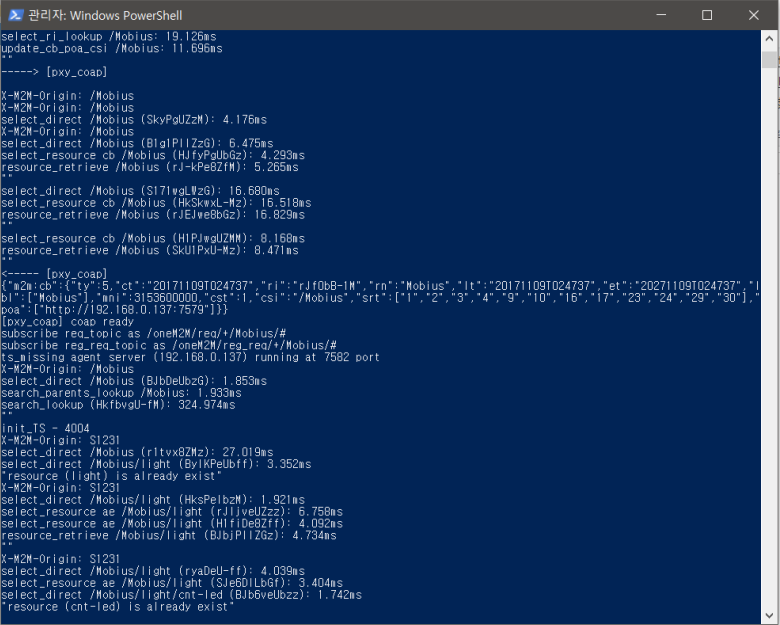 관리자: Windows PowerShell
select_ri_lookup /Mobius: 19.126ms
update_cb_poa_csi /Mobius: 11.696ms
""
-----> [pxy_coap]
X-M2M-Origin: /Mobius
X-M2M-Origin: /Mobius
select_direct /Mobius (SkyPgUZzM): 4.176ms
X-M2M-Origin: /Mobius
select_direct /Mobius (B1g1PlIZzG): 6.475ms
select_resource cb /Mobius (HJfyPgUbGz): 4.293ms
resource_retrieve /Mobius (rJ-kPe8ZfM): 5.265ms
""
select_direct /Mobius (S171wgLWzG): 16.680ms
select_resource cb /Mobius (HkSkwxL-Mz): 16.518ms
resource_retrieve /Mobius (rJEJwe8bGz): 16.829ms
""
select_resource cb /Mobius (H1PJwgUZMM): 8.168ms
resource_retrieve /Mobius (SkU1PxU-Mz): 8.471ms
""
<----- [pxy_coap]
{"m2m:cb":{"ty":5,"ct":"20171109T024737","ri":"rJf0bB-1M","rn":"Mobius","lt":"20171109T024737","et":"20271109T024737","l
bl":["Mobius"],"mni":3153600000,"cst":1,"csi":"/Mobius","srt":["1","2","3","4","9","10","16","17","23","24","29","30"],"
poa":["http://192.168.0.137:7579"]}}
[pxy_coap] coap ready
subscribe req_topic as /oneM2M/req/+/Mobius/#
subscribe reg_req_topic as /oneM2M/reg_req/+/Mobius/#
ts_missing agent server (192.168.0.137) running at 7582 port
X-M2M-Origin: /Mobius
select_direct /Mobius (BJbDeUbzG): 1.853ms
search_parents_lookup /Mobius: 1.933ms
search_lookup (HkfbvgU-fM): 324.974ms
""
init_TS - 4004
X-M2M-Origin: S1231
select_direct /Mobius (r1tvx8ZMz): 27.019ms
select_direct /Mobius/light (BylKPeUbff): 3.352ms
"resource (light) is already exist"
X-M2M-Origin: S1231
select_direct /Mobius/light (HksPelbzM): 1.921ms
select_resource ae /Mobius/light (rJljveUZzz): 6.758ms
select_resource ae /Mobius/light (H1fiDe8Zff): 4.092ms
resource_retrieve /Mobius/light (BJbjPlIZGz): 4.734ms
""
X-M2M-Origin: S1231
select_direct /Mobius/light (ryaDeU-ff): 4.039ms
select_resource ae /Mobius/light (SJe6DlLbGf): 3.404ms
select_direct /Mobius/light/cnt-led (BJb6veUbzz): 1.742ms
"resource (cnt-led) is already exist"